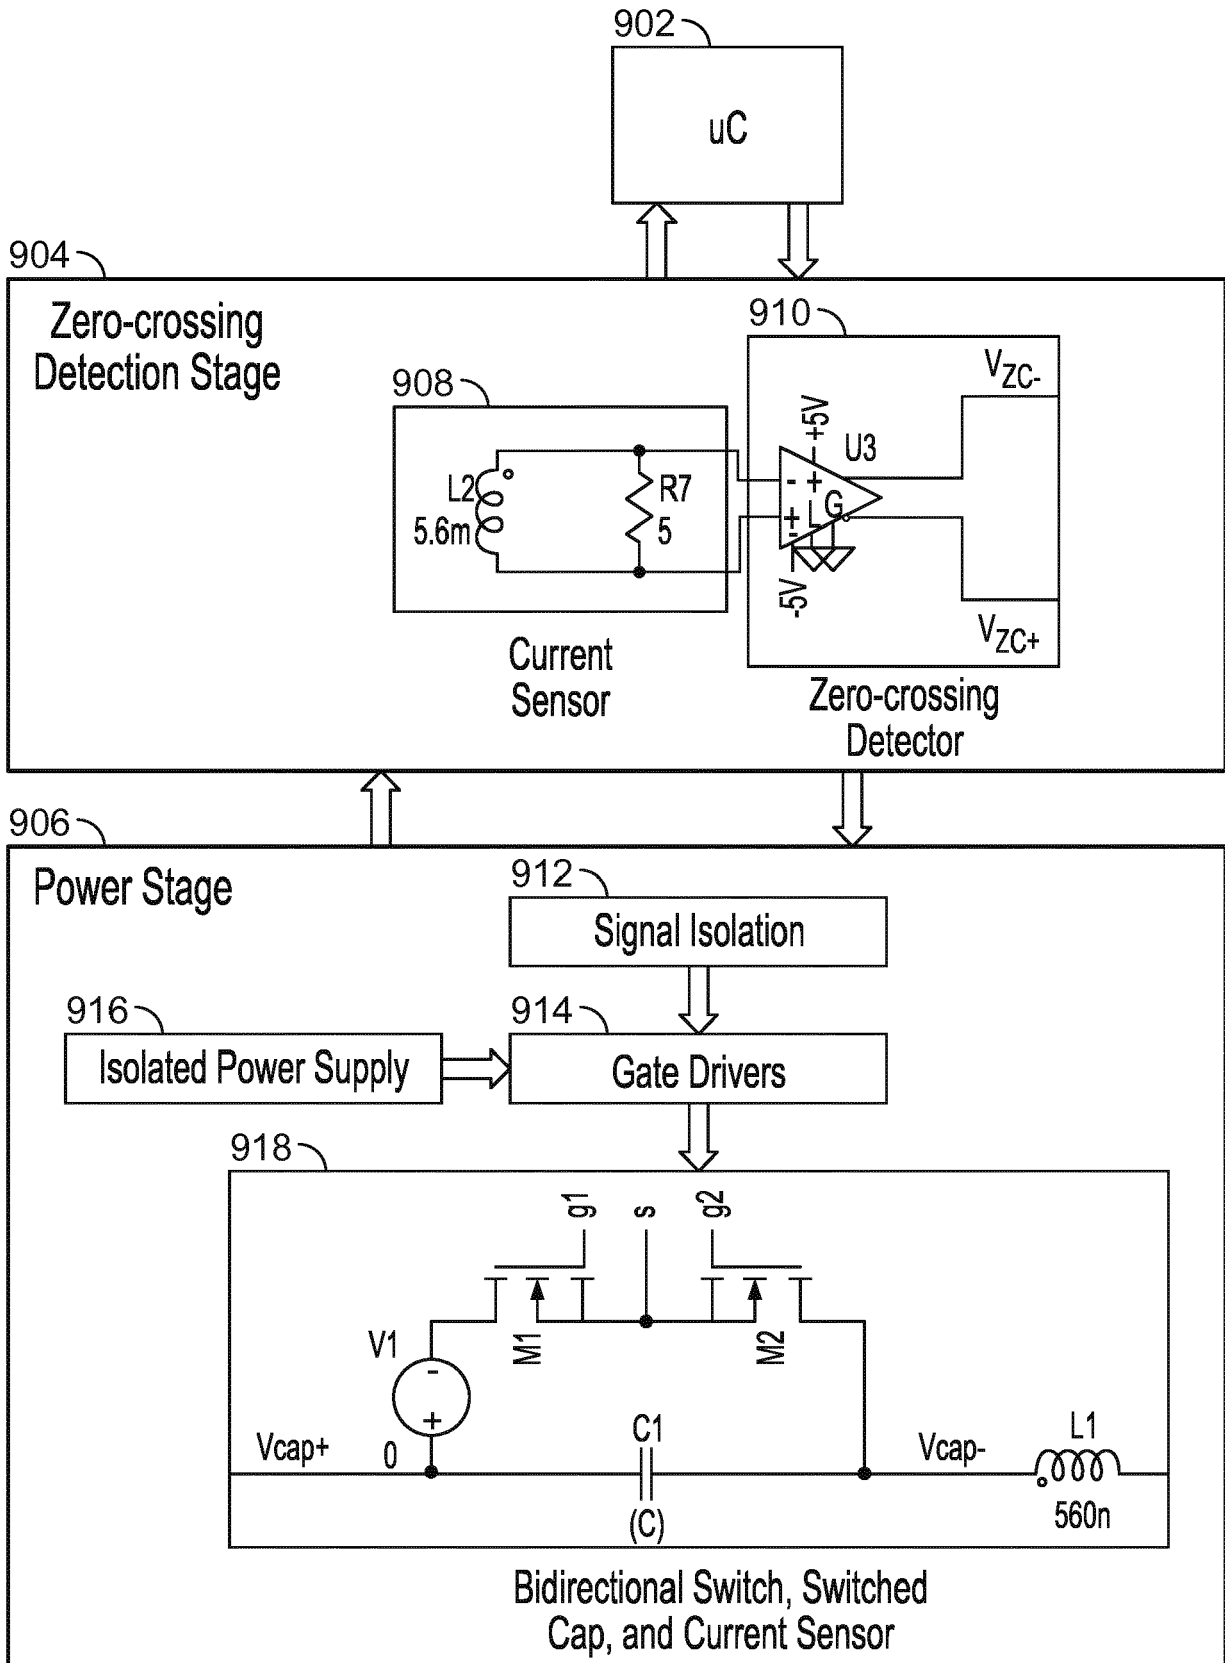 902
uC
904
Zero-crossing
Detection Stage
910
V_ZC-
908
+5V
U3
L2
5.6m
R7
5
-
+
+
-
L
G
-5V
V_ZC+
Current
Sensor
Zero-crossing
Detector
906
Power Stage
912
Signal Isolation
916
Isolated Power Supply
914
Gate Drivers
918
g1
s
g2
M1
M2
V1
-
+
0
Vcap+
C1
(C)
Vcap-
L1
560n
Bidirectional Switch, Switched
Cap, and Current Sensor